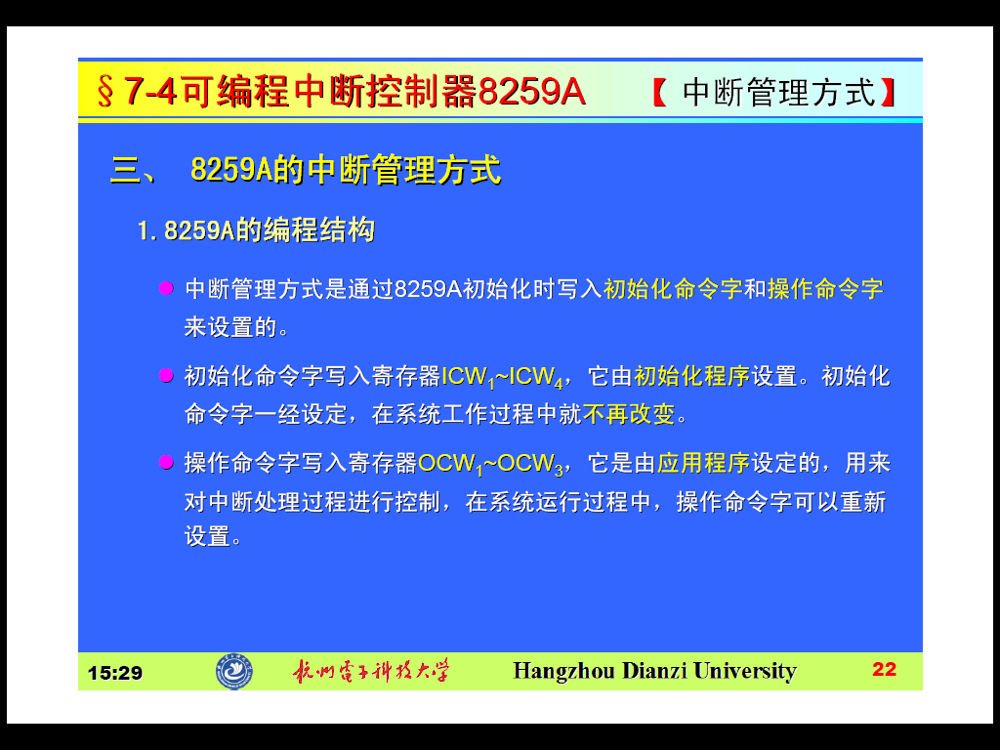 §7-4可编程中断控制器8259A 【 中断管理方式】
三、 8259A的中断管理方式
1. 8259A的编程结构
● 中断管理方式是通过8259A初始化时写入初始化命令字和操作命令字
来设置的。
● 初始化命令字写入寄存器ICW₁~ICW₄，它由初始化程序设置。初始化
命令字一经设定，在系统工作过程中就不再改变。
● 操作命令字写入寄存器OCW₁~OCW₃，它是由应用程序设定的，用来
对中断处理过程进行控制，在系统运行过程中，操作命令字可以重新
设置。
15:29 杭州電子科技大学 Hangzhou Dianzi University 22